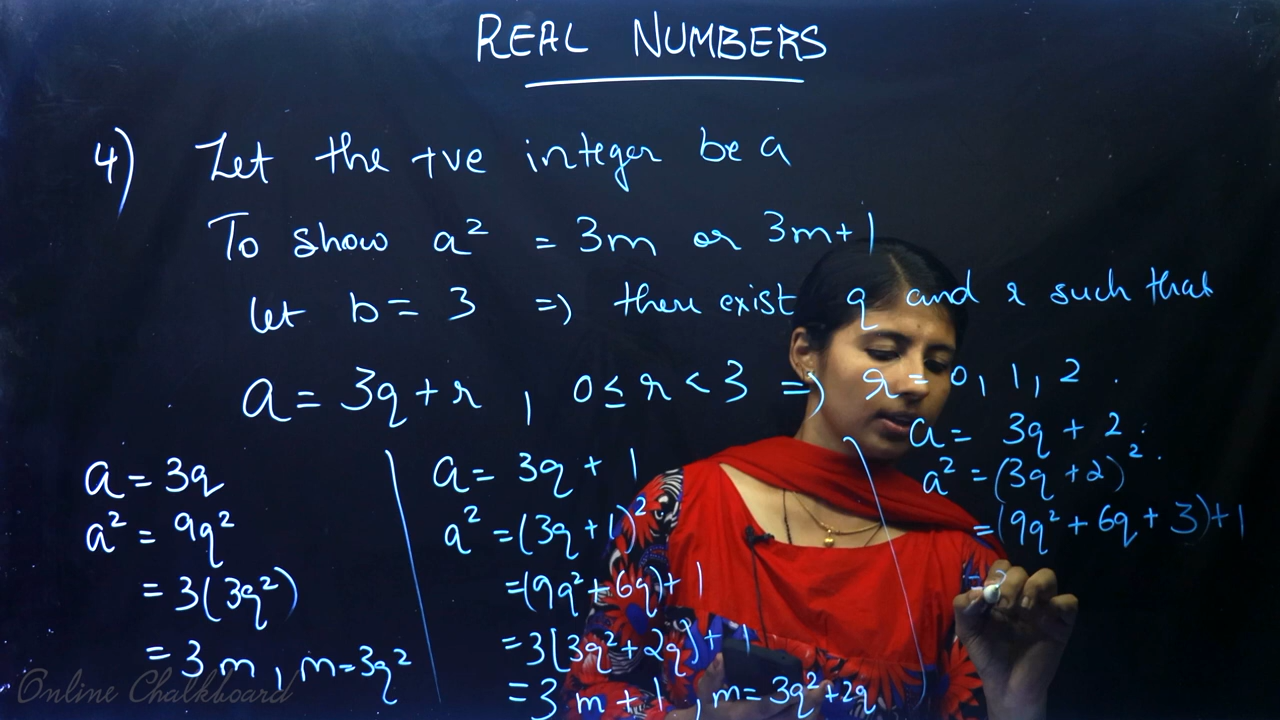 REAL NUMBERS
4) Let the +ve integer be a
To show a² = 3m or 3m+1
Let b = 3 => there exist q and r such that
a = 3q + r , 0 ≤ r < 3 => r = 0, 1, 2 .
a = 3q
a² = 9q²
= 3(3q²)
= 3m, m=3q²
a = 3q + 1
a² = (3q + 1)²
=(9q² + 6q)+ 1
=3(3q² + 2q)+ 1
= 3m + 1 , m= 3q²+2q
a = 3q + 2 .
a² = (3q + 2)² .
= (9q² + 6q + 3) + 1
=
Online Chalkboard